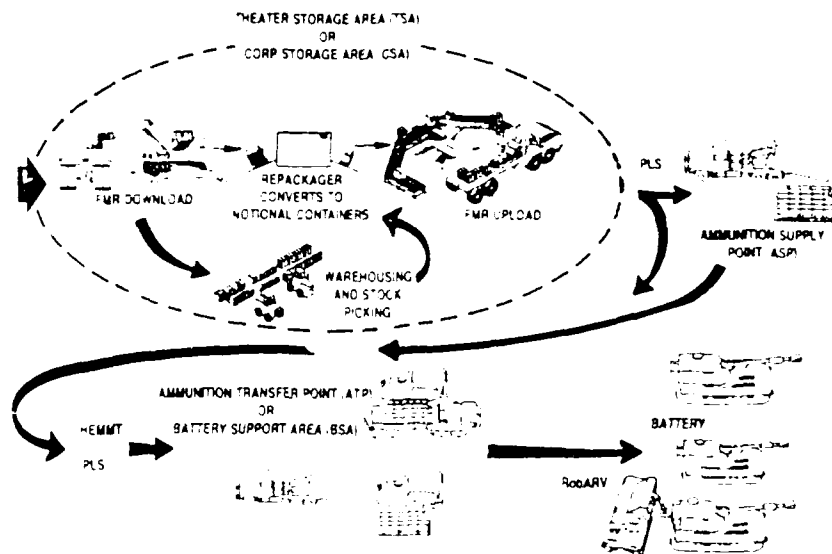 THEATER STORAGE AREA (TSA)
OR
CORP STORAGE AREA (CSA)
FMR DOWNLOAD
REPACKAGER
CONVERTS TO
NOTIONAL CONTAINERS
FMR UPLOAD
WAREHOUSING
AND STOCK
PICKING
PLS
AMMUNITION SUPPLY
POINT (ASP)
HEMMT
PLS
AMMUNITION TRANSFER POINT (ATP)
OR
BATTERY SUPPORT AREA (BSA)
BATTERY
RobARV